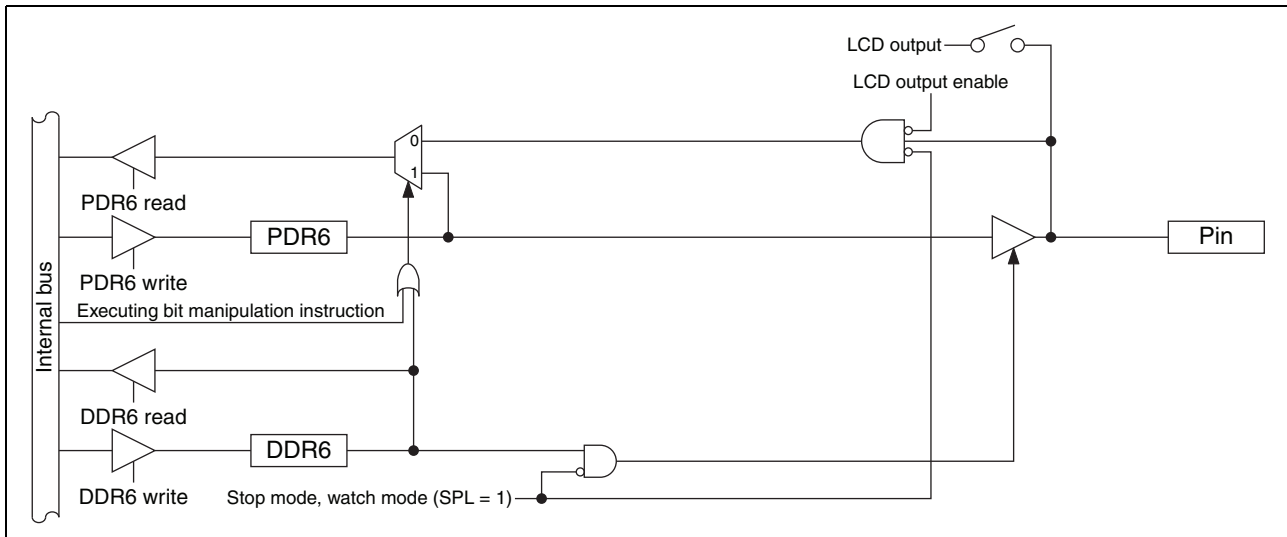 LCD output
LCD output enable
0
1
PDR6 read
PDR6
Pin
PDR6 write
Executing bit manipulation instruction
Internal bus
DDR6 read
DDR6
DDR6 write
Stop mode, watch mode (SPL = 1)